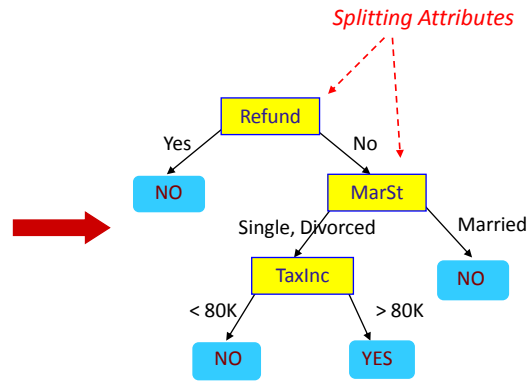 Splitting Attributes
Refund
Yes
No
NO
MarSt
Single, Divorced
Married
TaxInc
NO
< 80K
> 80K
NO
YES